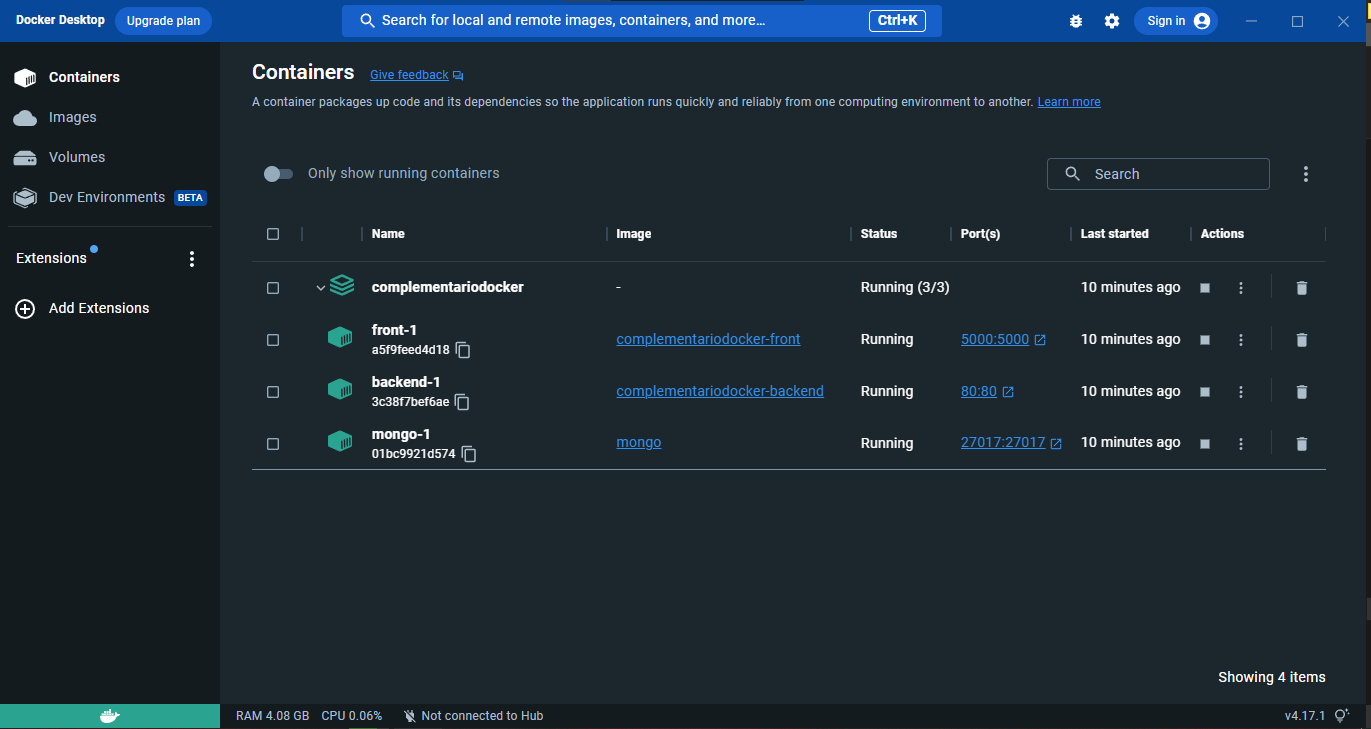 Docker Desktop Upgrade plan Search for local and remote images, containers, and more... Ctrl+K Sign in
Containers
Images
Volumes
Dev Environments BETA
Extensions
Add Extensions
Containers Give feedback
A container packages up code and its dependencies so the application runs quickly and reliably from one computing environment to another. Learn more
Only show running containers Search
Name Image Status Port(s) Last started Actions
complementariodocker - Running (3/3) 10 minutes ago
front-1
a5f9feed4d18 complementariodocker-front Running 5000:5000 10 minutes ago
backend-1
3c38f7bef6ae complementariodocker-backend Running 80:80 10 minutes ago
mongo-1
01bc9921d574 mongo Running 27017:27017 10 minutes ago
Showing 4 items
RAM 4.08 GB CPU 0.06% Not connected to Hub v4.17.1